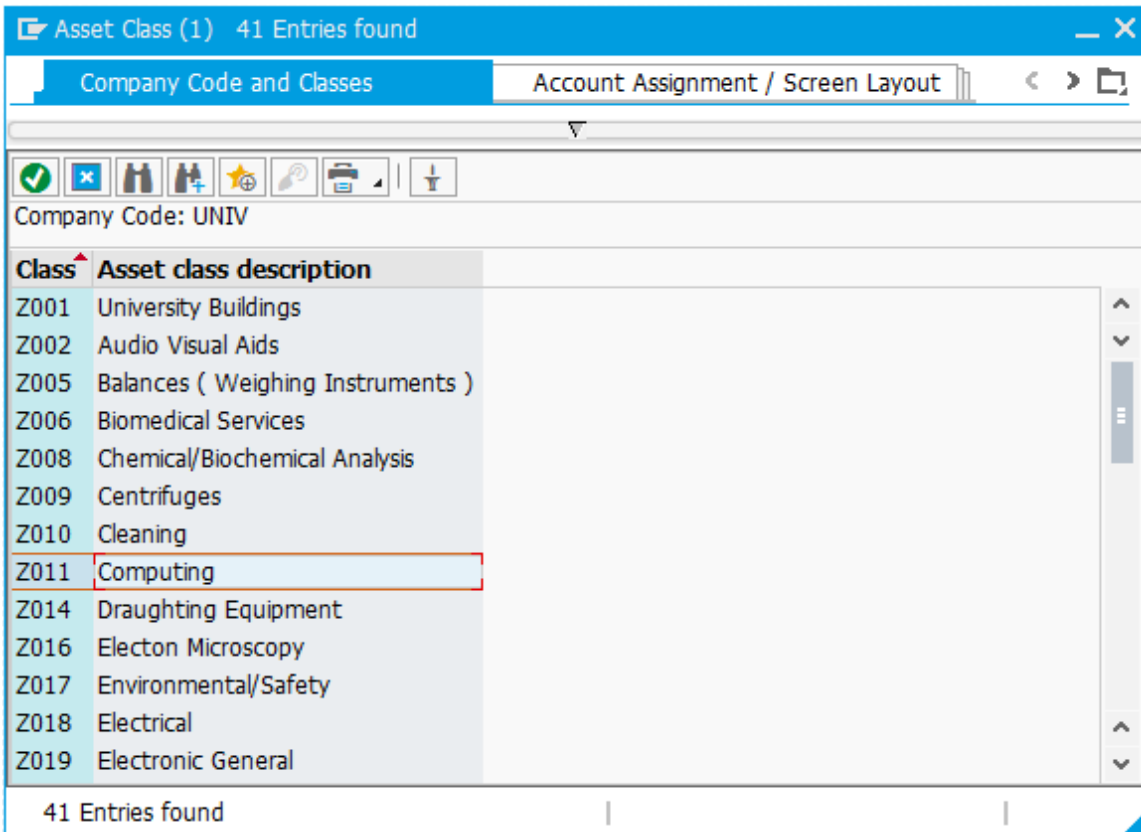 Asset Class (1) 41 Entries found
Company Code and Classes Account Assignment / Screen Layout
Company Code: UNIV
Class Asset class description
Z001 University Buildings
Z002 Audio Visual Aids
Z005 Balances ( Weighing Instruments )
Z006 Biomedical Services
Z008 Chemical/Biochemical Analysis
Z009 Centrifuges
Z010 Cleaning
Z011 Computing
Z014 Draughting Equipment
Z016 Electon Microscopy
Z017 Environmental/Safety
Z018 Electrical
Z019 Electronic General
41 Entries found